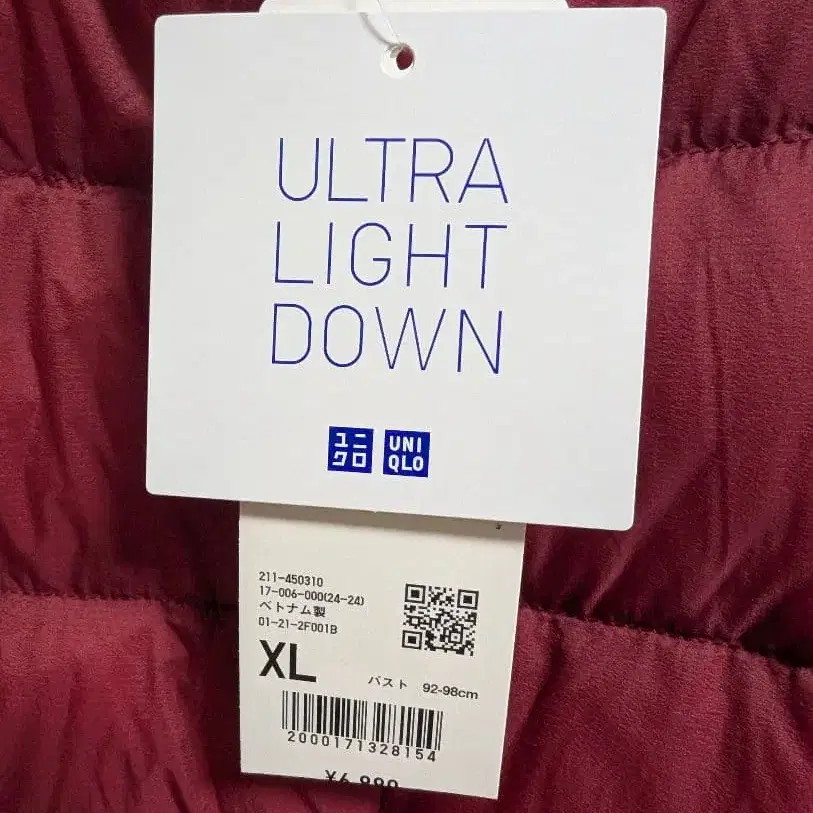 ULTRA
LIGHT
DOWN
ユニ
クロ
UNI
QLO
211-450310
17-006-000(24-24)
ベトナム製
01-21-2F001B
XL
バスト 92-98cm
2000171328154